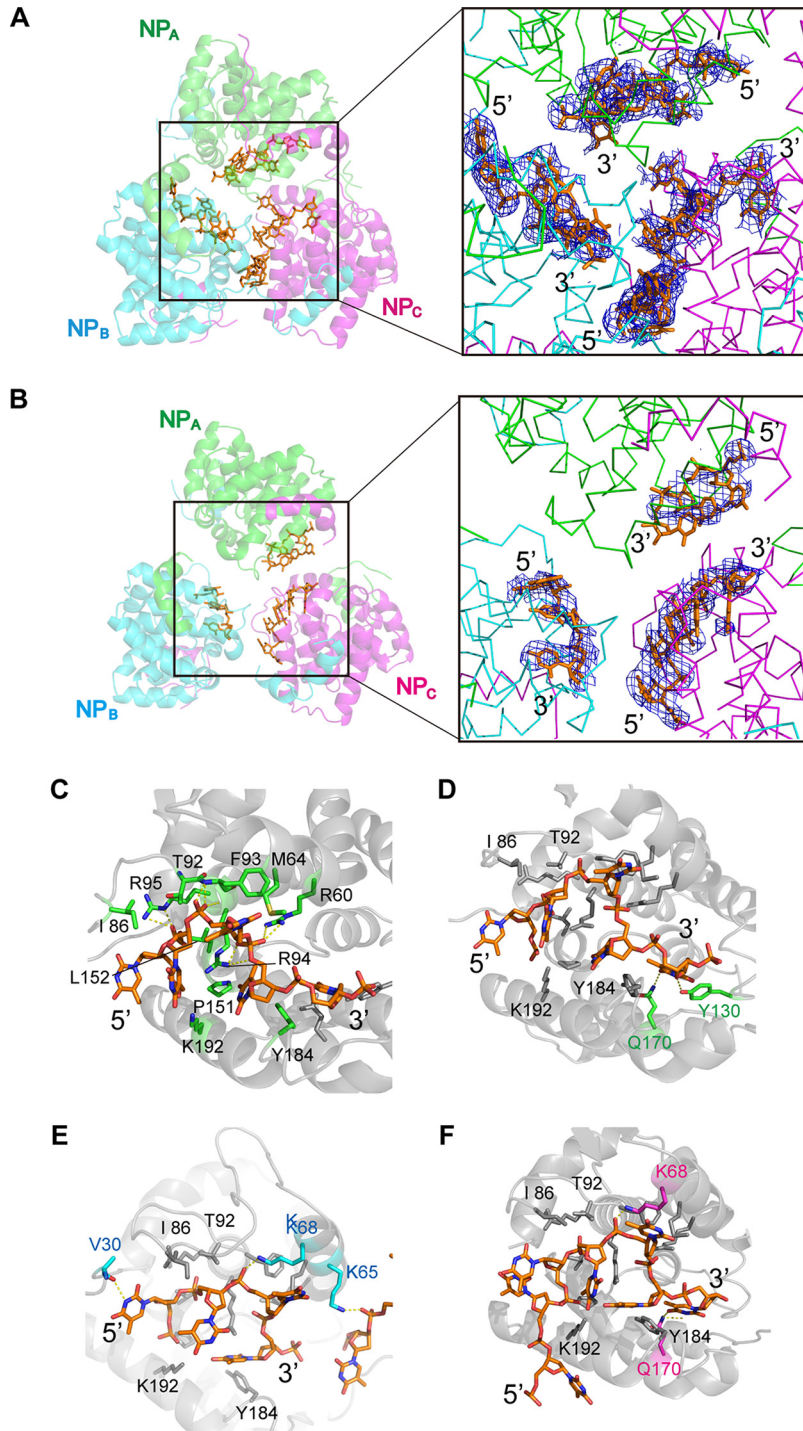 A
NPA
NPB
NPC
5’
5’
3’
3’
3’
5’
B
NPA
NPB
NPC
5’
3’
3’
5’
3’
5’
C
T92
F93
M64
R95
R60
I 86
R94
L152
5’
P151
3’
K192
Y184
D
I 86
T92
3’
5’
Y184
K192
Y130
Q170
E
I 86
T92
K
K68
V30
K65
5’
3’
K192
Y184
F
K68
I 86
T92
3’
K192
Y184
Q170
5’